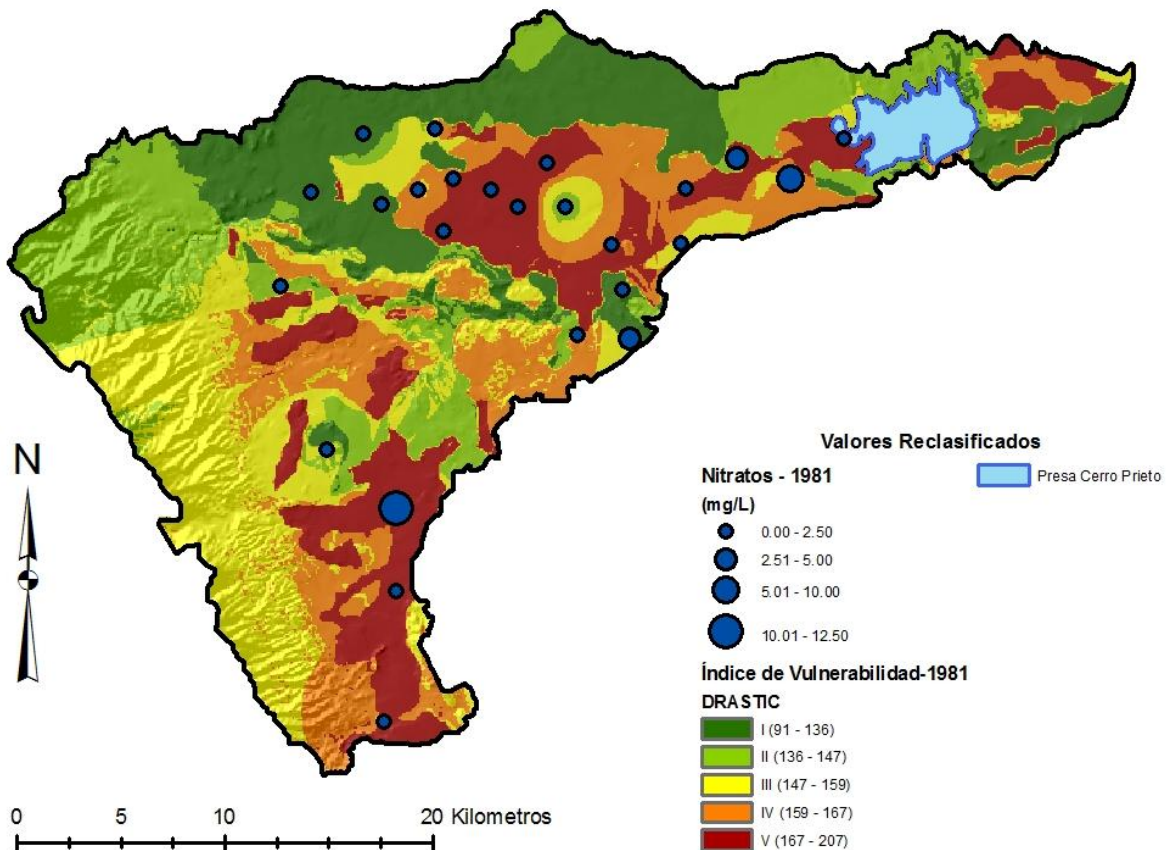 N
0 5 10 20 Kilometros
Valores Reclasificados
Nitratos - 1981
(mg/L)
0.00 - 2.50
2.51 - 5.00
5.01 - 10.00
10.01 - 12.50
Presa Cerro Prieto
Índice de Vulnerabilidad-1981
DRASTIC
I (91 - 136)
II (136 - 147)
III (147 - 159)
IV (159 - 167)
V (167 - 207)